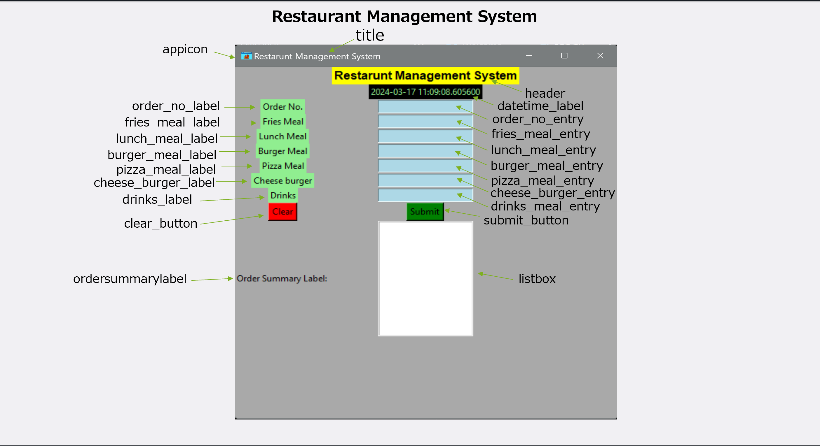 Restaurant Management System
title
appicon
Restarunt Management System
Restarunt Management System
header
2024-03-17 11:09:08.605600
datetime_label
order_no_label
Order No.
order_no_entry
fries_meal_label
Fries Meal
fries_meal_entry
lunch_meal_label
Lunch Meal
lunch_meal_entry
burger_meal_label
Burger Meal
burger_meal_entry
pizza_meal_label
Pizza Meal
pizza_meal_entry
cheese_burger_label
Cheese burger
cheese_burger_entry
drinks_label
Drinks
drinks_meal_entry
clear_button
Clear
Submit
submit_button
ordersummarylabel
Order Summary Label:
listbox